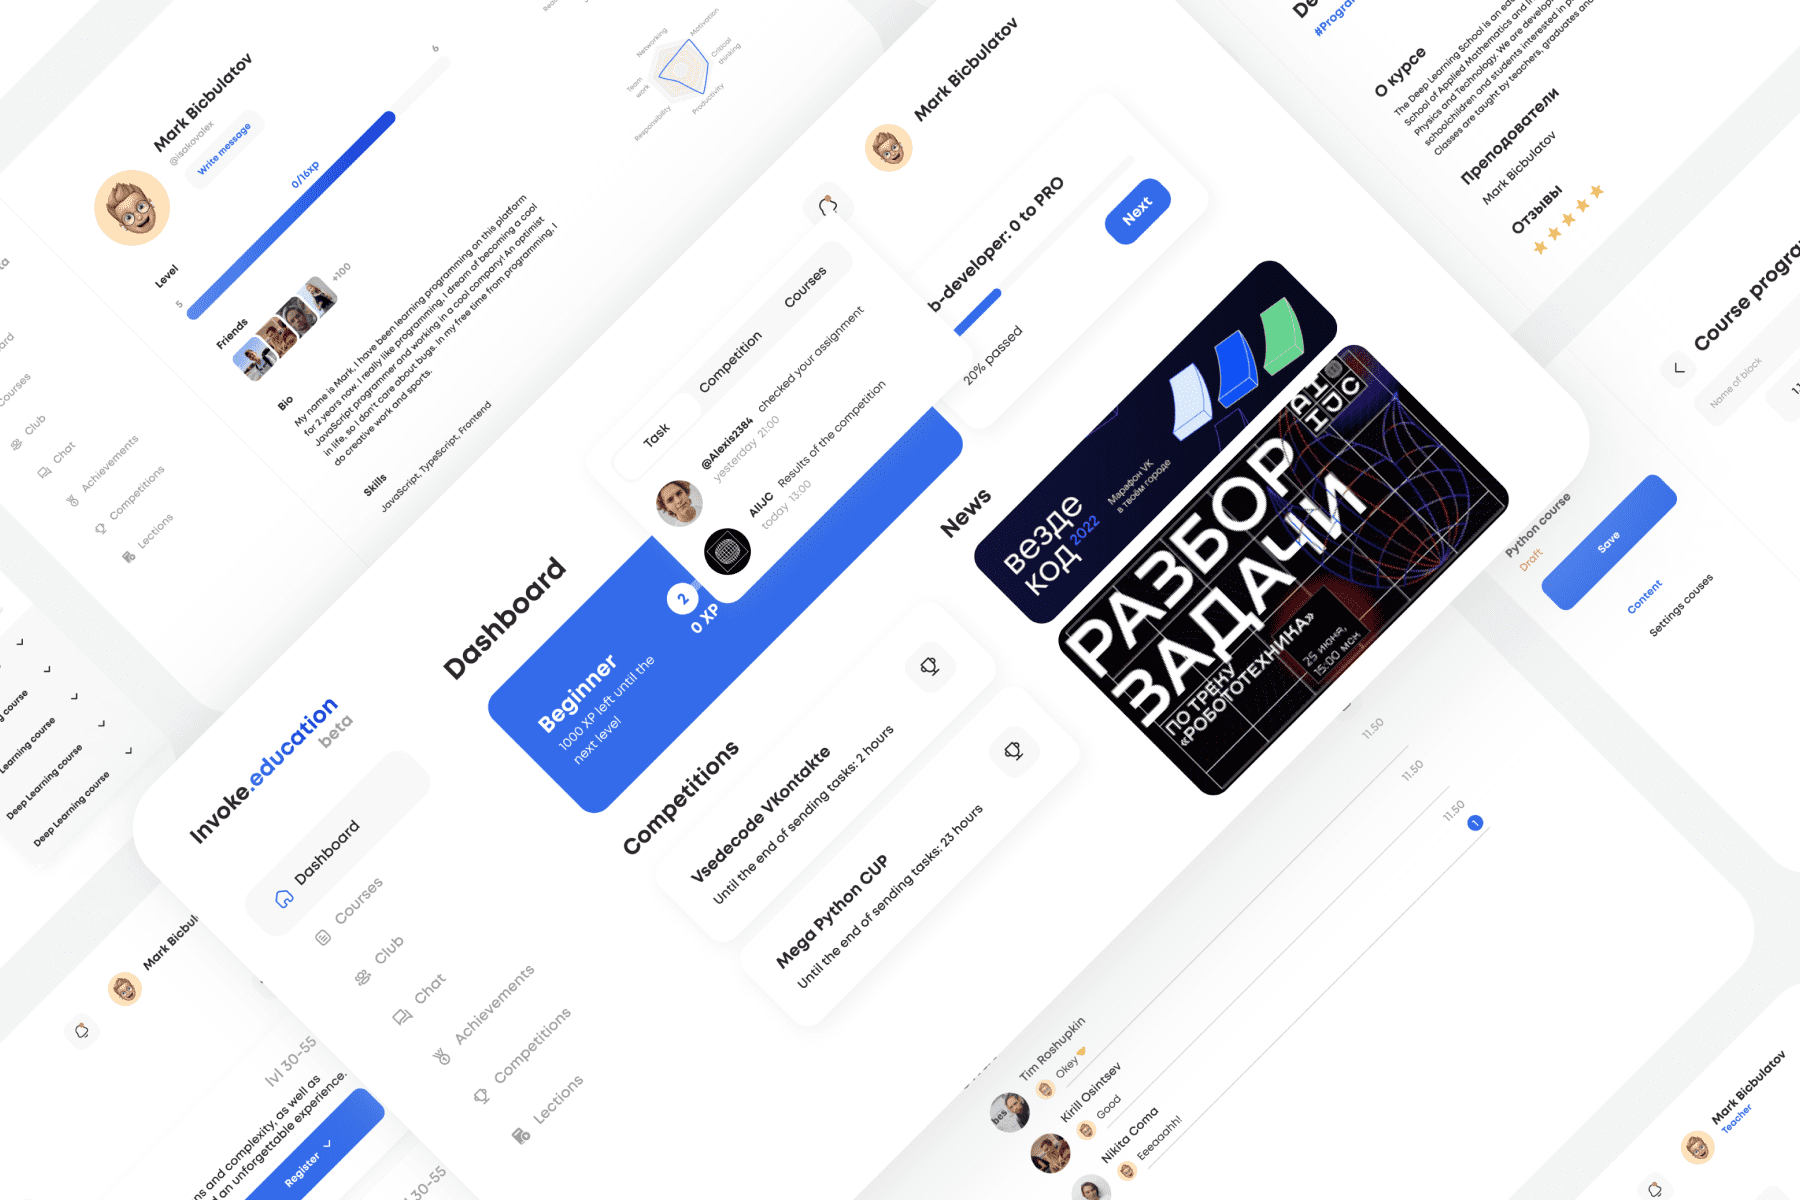 Mark Bicbulatov
@isakovalex
Write message
0/16XP
6
Level
5
Friends
+100
Bio
My name is Mark, I have been learning programming on this platform
for 2 years now. I really like programming, I dream of becoming a cool
JavaScript programmer and working in a cool company! An optimist
in life, so I don't care about bugs. In my free time from programming, I
do creative work and sports.
Skills
JavaScript, TypeScript, Frontend
Networking
Motivation
Critical
thinking
Team
work
Responsibility
Productivity
Courses
Club
Chat
Achievements
Competitions
Lections
Learning course
Deep Learning course
Deep Learning course
Invoke.education
beta
Dashboard
Courses
Club
Chat
Achievements
Competitions
Lections
Dashboard
Mark Bicbulatov
Beginner
1000 XP left until the
next level
2
0 XP
Task
Competition
Courses
@Alexis2384 checked your assignment
yesterday 21:00
AIIJC Results of the competition
today 13:00
b-developer: 0 to PRO
20% passed
Next
Competitions
Vsedecode VKontakte
Until the end of sending tasks: 2 hours
Mega Python CUP
Until the end of sending tasks: 23 hours
News
везде
код 2022
Марафон VK
в твоём городе
AI
IJC
РАЗБОР
ЗАДАЧИ
ПО ТРЕКУ
«РОБОТОТЕХНИКА»
25 июня,
15:00 мск
#Progra
О курсе
The Deep Learning School is an edu
School of Applied Mathematics and In
Physics and Technology. We are develop
schoolchildren and students interested in p
Classes are taught by teachers, graduates and
Преподователи
Mark Bicbulatov
Отзывы
Course progra
Name of block
Python course
Draft
Save
Content
Settings couses
11.50
11.50
11.50
1
Tim Roshupkin
Okey
Kirill Osintsev
Good
Nikita Coma
Eeeaaahh!
Mark Bicbulatov
Teacher
Mark Bicbul
lvl 30-55
ns and complexity, as well as
d an unforgettable experience.
Register
30-55